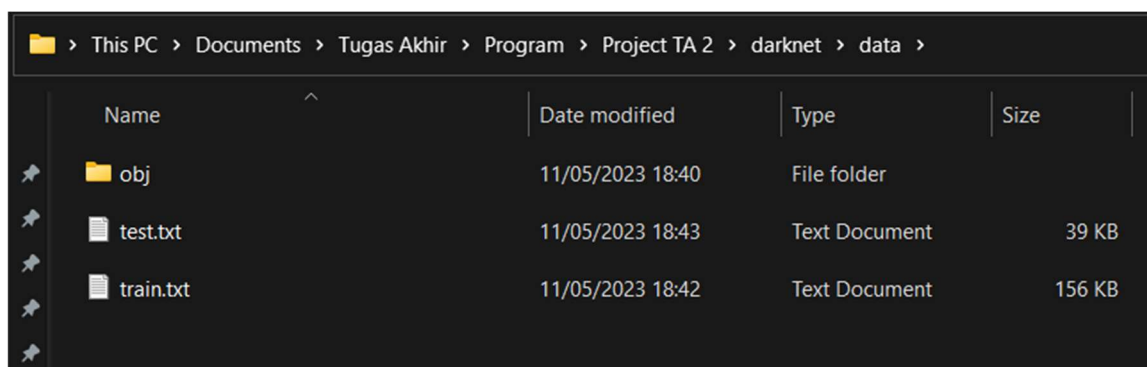 This PC > Documents > Tugas Akhir > Program > Project TA 2 > darknet > data >
Name Date modified Type Size
obj 11/05/2023 18:40 File folder
test.txt 11/05/2023 18:43 Text Document 39 KB
train.txt 11/05/2023 18:42 Text Document 156 KB